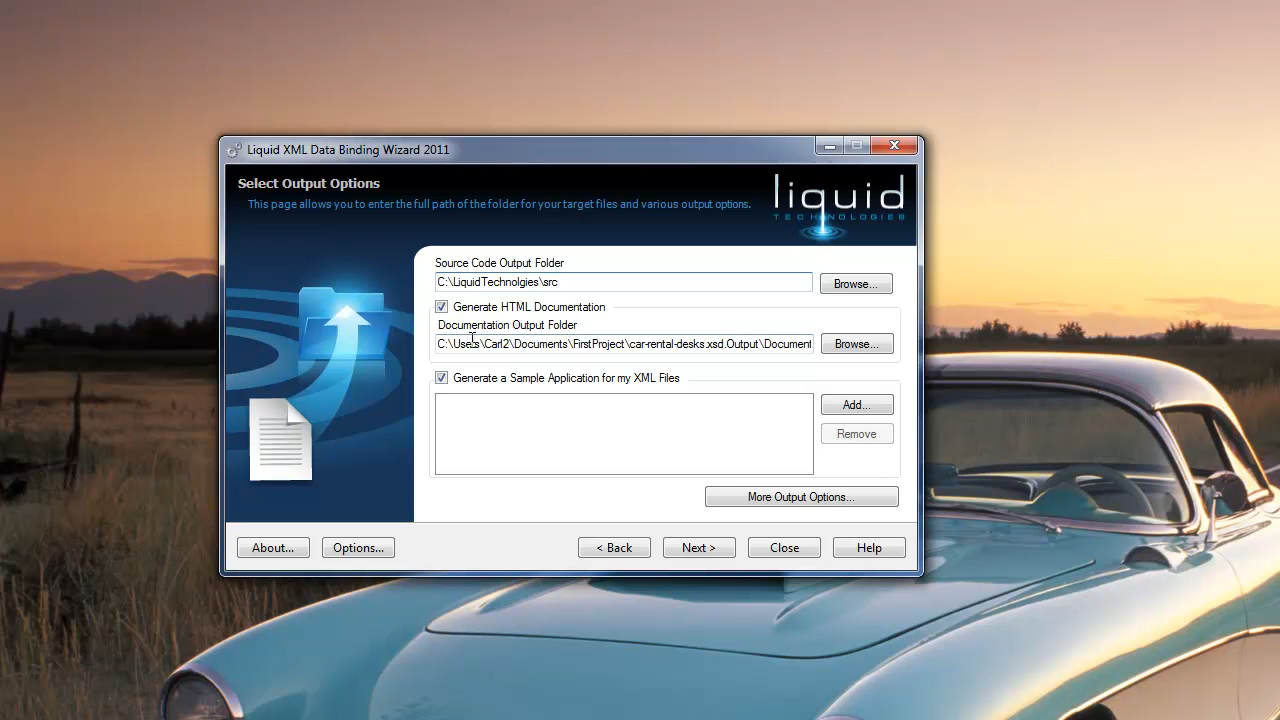 Liquid XML Data Binding Wizard 2011
Select Output Options
This page allows you to enter the full path of the folder for your target files and various output options.
liquid
TECHNOLOGIES
Source Code Output Folder
C:\LiquidTechnolgies\src
Browse...
Generate HTML Documentation
Documentation Output Folder
C:\Users\Carl2\Documents\FirstProject\car-rental-desks.xsd.Output\Document
Browse...
Generate a Sample Application for my XML Files
Add...
Remove
More Output Options...
About...
Options...
< Back
Next >
Close
Help